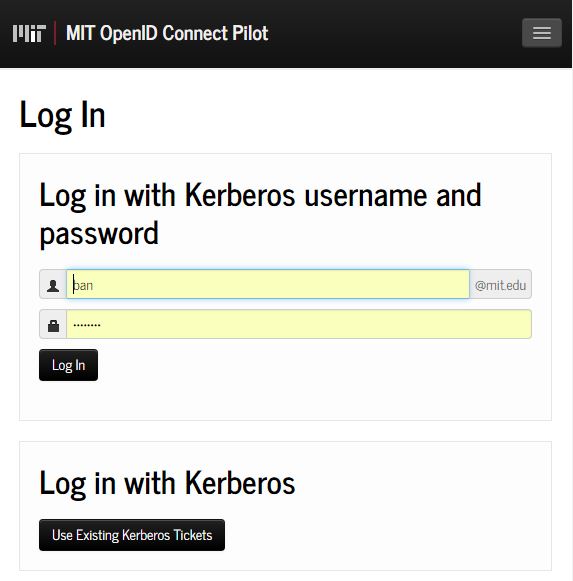 MIT MIT OpenID Connect Pilot
Log In
Log in with Kerberos username and
password
ban @mit.edu
········
Log In
Log in with Kerberos
Use Existing Kerberos Tickets